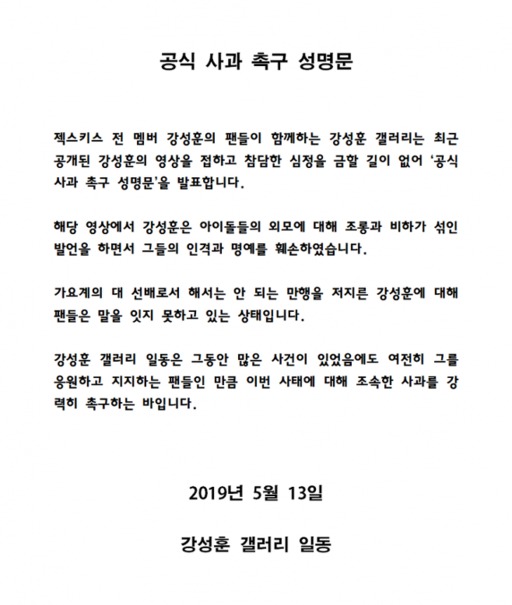 공식 사과 촉구 성명문
젝스키스 전 멤버 강성훈의 팬들이 함께하는 강성훈 갤러리는 최근
공개된 강성훈의 영상을 접하고 참담한 심정을 금할 길이 없어 '공식
사과 촉구 성명문'을 발표합니다.
해당 영상에서 강성훈은 아이돌들의 외모에 대해 조롱과 비하가 섞인
발언을 하면서 그들의 인격과 명예를 훼손하였습니다.
가요계의 대 선배로서 해서는 안 되는 만행을 저지른 강성훈에 대해
팬들은 말을 잇지 못하고 있는 상태입니다.
강성훈 갤러리 일동은 그동안 많은 사건이 있었음에도 여전히 그를
응원하고 지지하는 팬들인 만큼 이번 사태에 대해 조속한 사과를 강
력히 촉구하는 바입니다.
2019년 5월 13일
강성훈 갤러리 일동